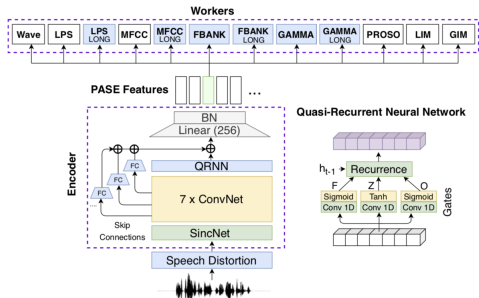 Workers
Wave
LPS
LPS
LONG
MFCC
MFCC
LONG
FBANK
FBANK
LONG
GAMMA
GAMMA
LONG
PROSO
LIM
GIM
PASE Features
...
BN
Linear (256)
Encoder
FC
FC
FC
...
QRNN
7 x ConvNet
Skip
Connections
SincNet
Speech Distortion
Quasi-Recurrent Neural Network
Recurrence
ht-1
F
Z
O
Sigmoid
Tanh
Sigmoid
Conv 1D
Conv 1D
Conv 1D
Gates